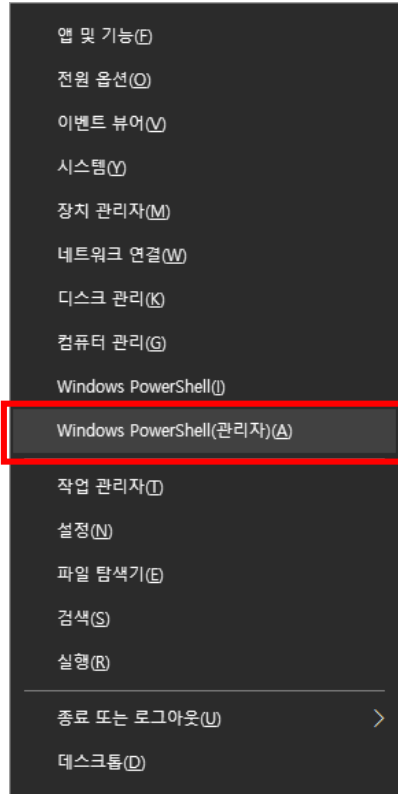 앱 및 기능(F)
전원 옵션(O)
이벤트 뷰어(V)
시스템(Y)
장치 관리자(M)
네트워크 연결(W)
디스크 관리(K)
컴퓨터 관리(G)
Windows PowerShell(I)
Windows PowerShell(관리자)(A)
작업 관리자(T)
설정(N)
파일 탐색기(E)
검색(S)
실행(R)
종료 또는 로그아웃(U)
데스크톱(D)